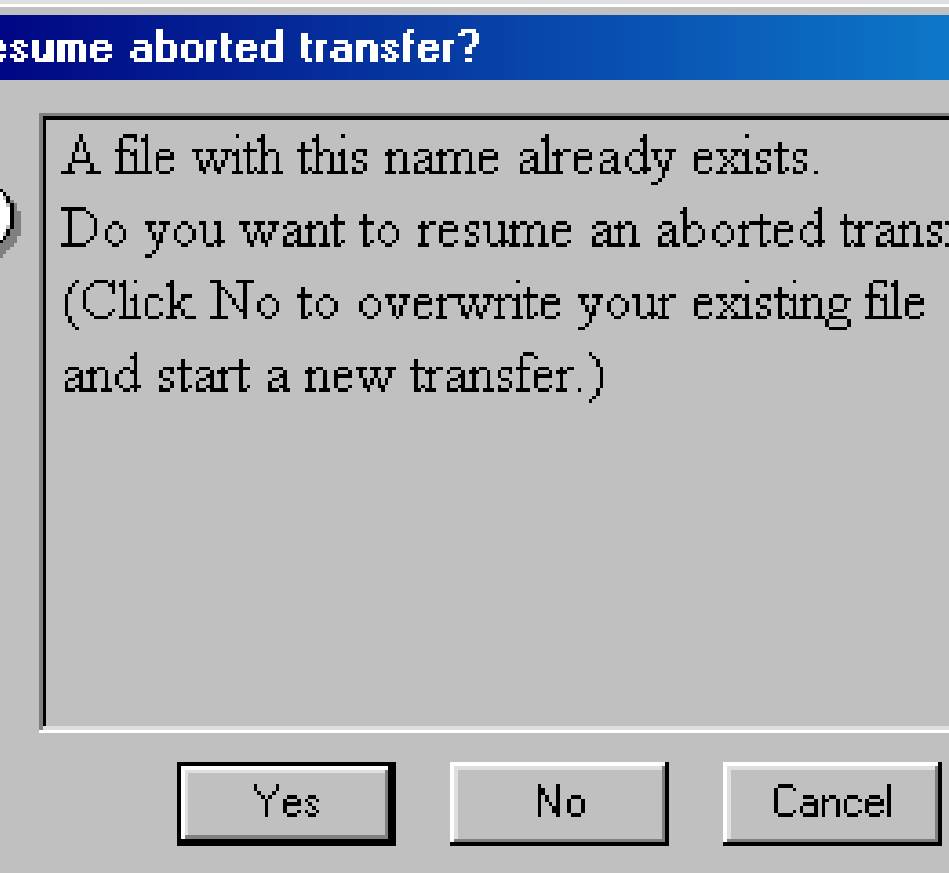 esume aborted transfer?
A file with this name already exists.
Do you want to resume an aborted trans
(Click No to overwrite your existing file
and start a new transfer.)
Yes No Cancel